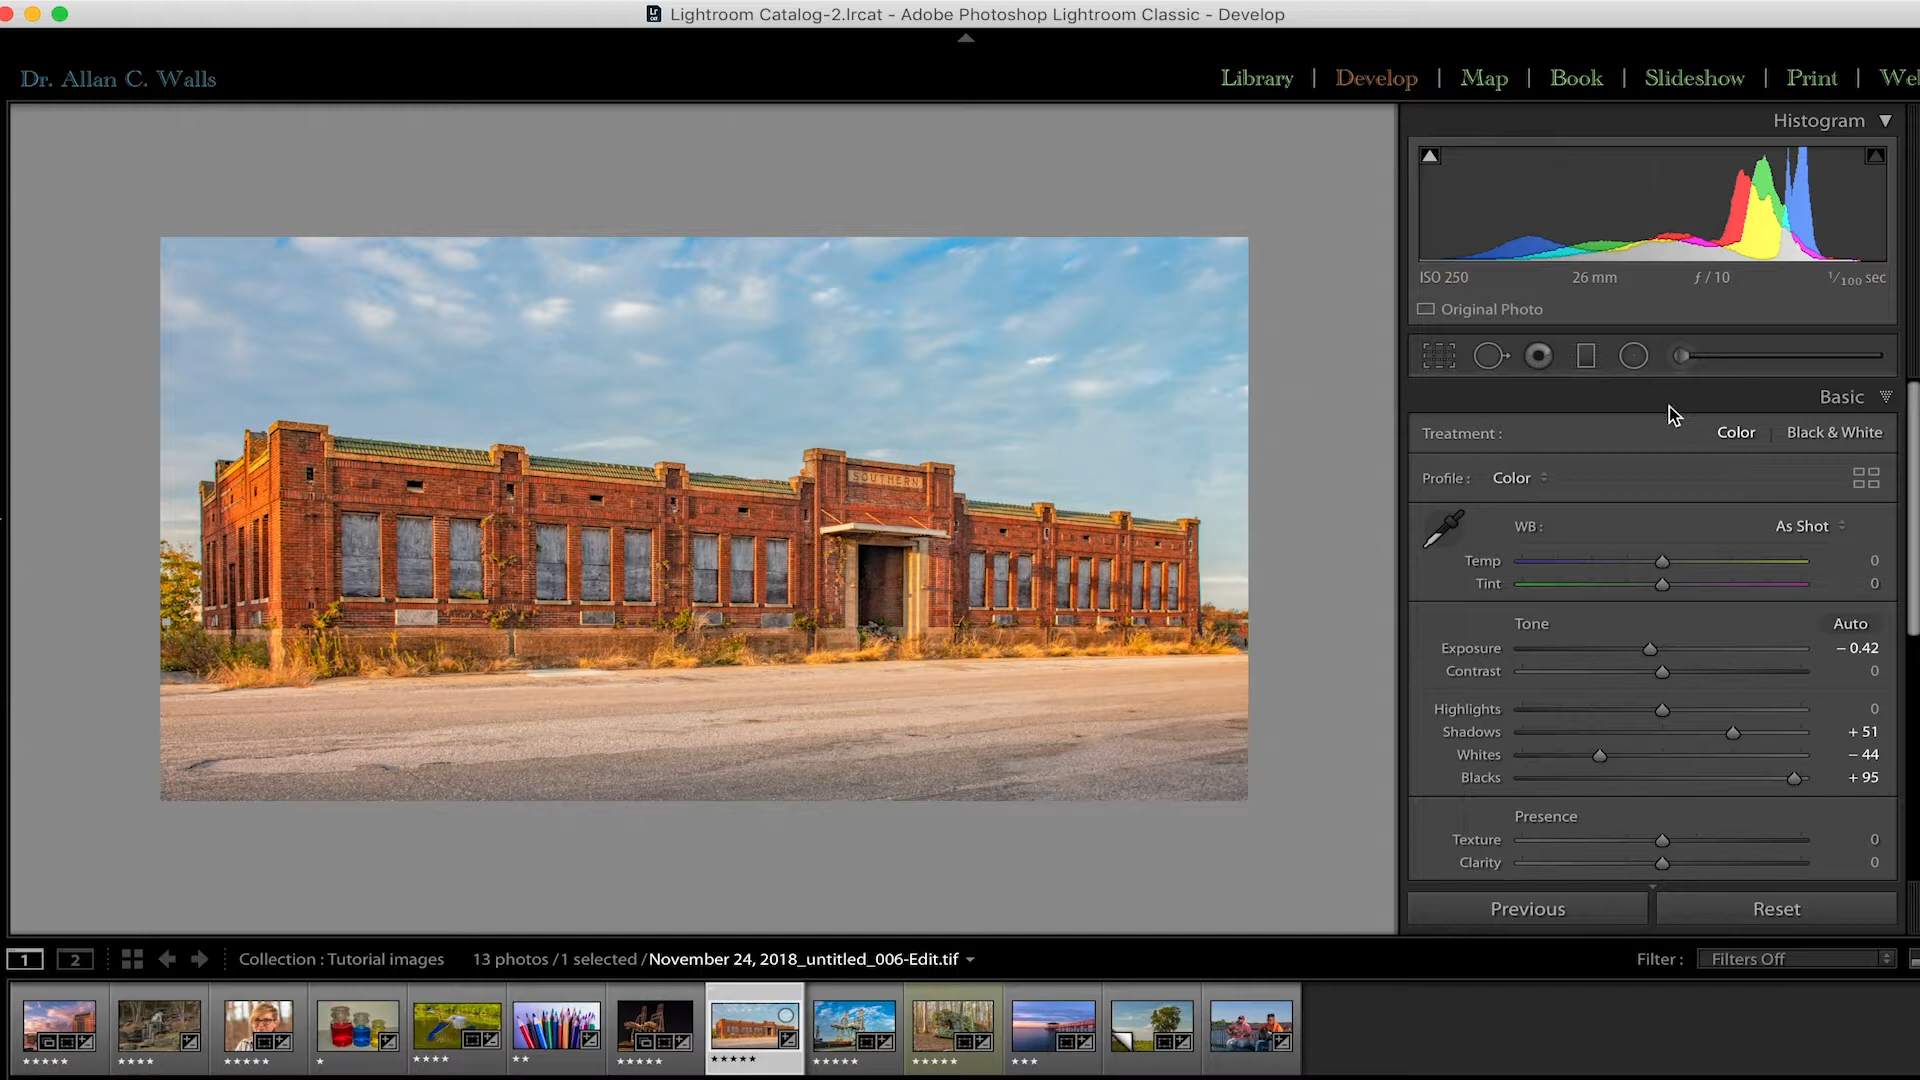 Lightroom Catalog-2.lrcat - Adobe Photoshop Lightroom Classic - Develop
Dr. Allan C. Walls
Library | Develop | Map | Book | Slideshow | Print |
Histogram
ISO 250 26 mm ƒ / 10 1/100 sec
Original Photo
Basic
Treatment : Color | Black & White
Profile : Color
WB : As Shot
Temp 0
Tint 0
Tone Auto
Exposure − 0.42
Contrast 0
Highlights 0
Shadows + 51
Whites − 44
Blacks + 95
Presence
Texture 0
Clarity 0
Previous Reset
SOUTHERN
1 2 Collection : Tutorial images 13 photos / 1 selected / November 24, 2018_untitled_006-Edit.tif Filter : Filters Off